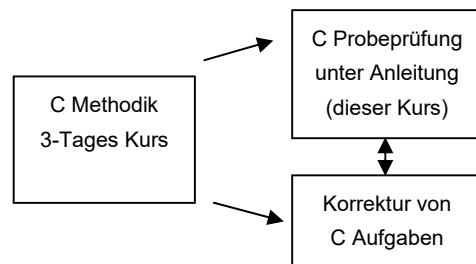 C Methodik
3-Tages Kurs
C Probeprüfung
unter Anleitung
(dieser Kurs)
Korrektur von
C Aufgaben